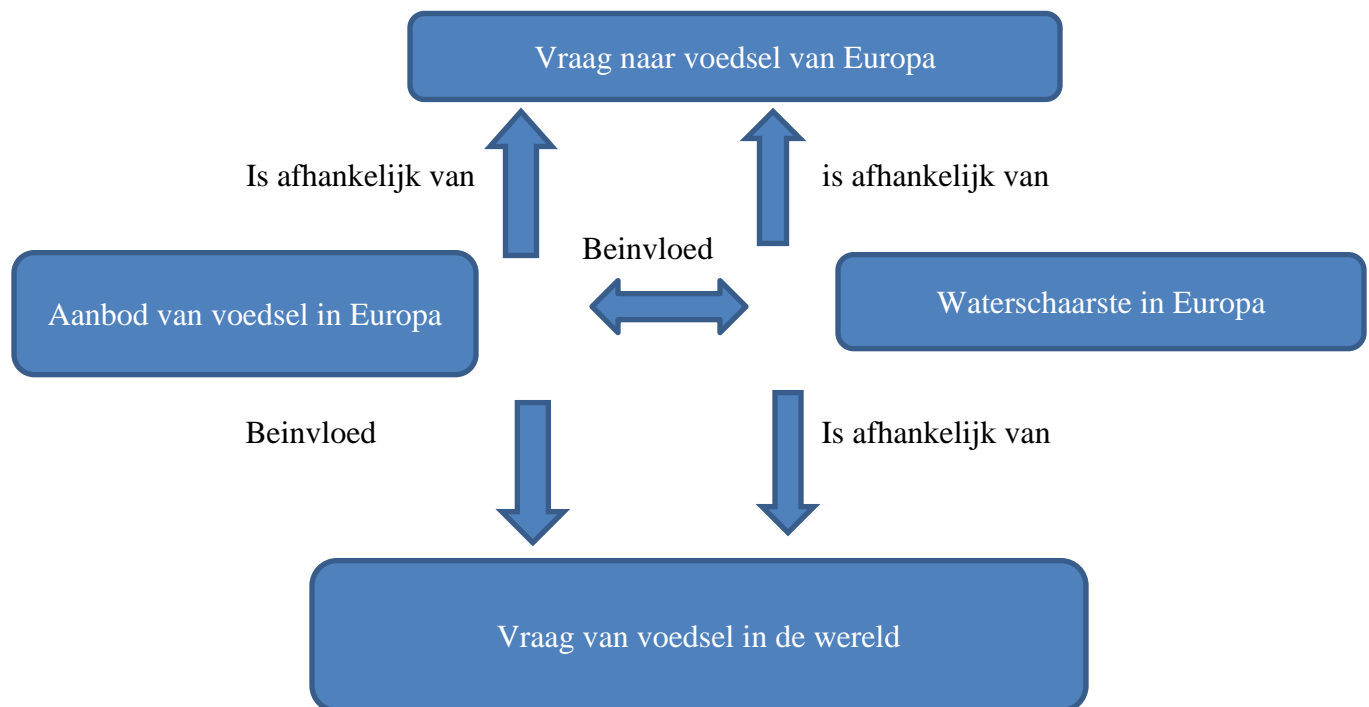 Vraag naar voedsel van Europa
Is afhankelijk van
is afhankelijk van
Beinvloed
Aanbod van voedsel in Europa
Waterschaarste in Europa
Beinvloed
Is afhankelijk van
Vraag van voedsel in de wereld